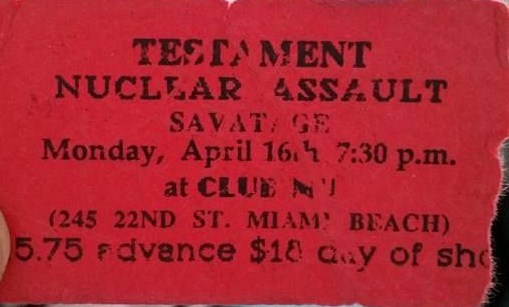 TESTAMENT
NUCLEAR ASSAULT
SAVATAGE
Monday, April 16th 7:30 p.m.
at CLUB NU
(245 22ND ST. MIAMI BEACH)
5.75 advance $18 day of sho